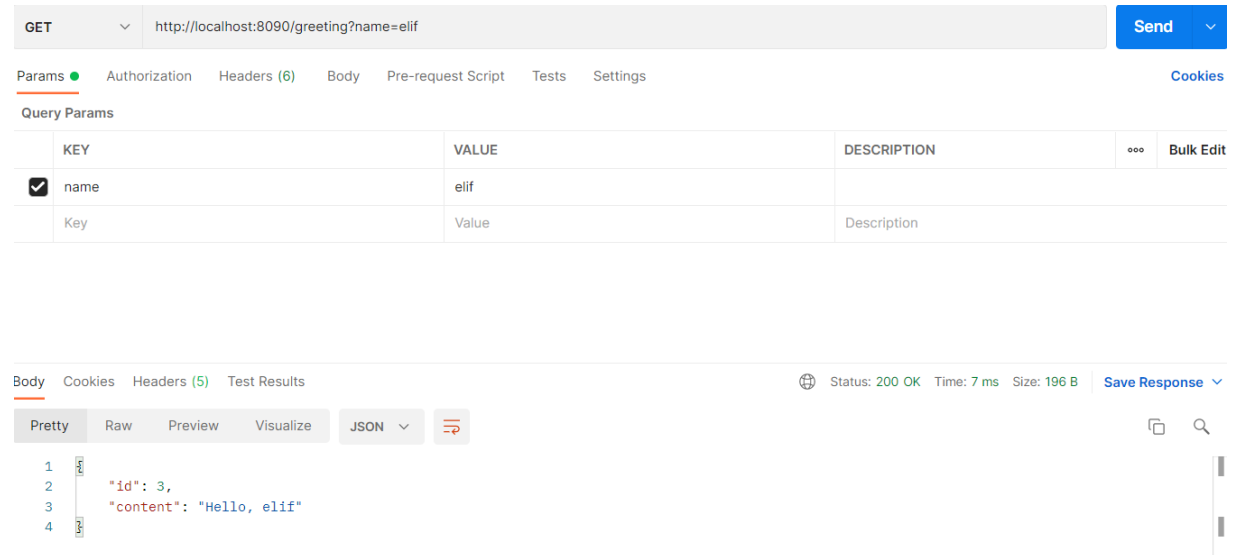 GET http://localhost:8090/greeting?name=elif Send
Params Authorization Headers (6) Body Pre-request Script Tests Settings Cookies
Query Params
KEY VALUE DESCRIPTION Bulk Edit
name elif
Key Value Description
Body Cookies Headers (5) Test Results Status: 200 OK Time: 7 ms Size: 196 B Save Response
Pretty Raw Preview Visualize JSON
1 {
2 "id": 3,
3 "content": "Hello, elif"
4 }